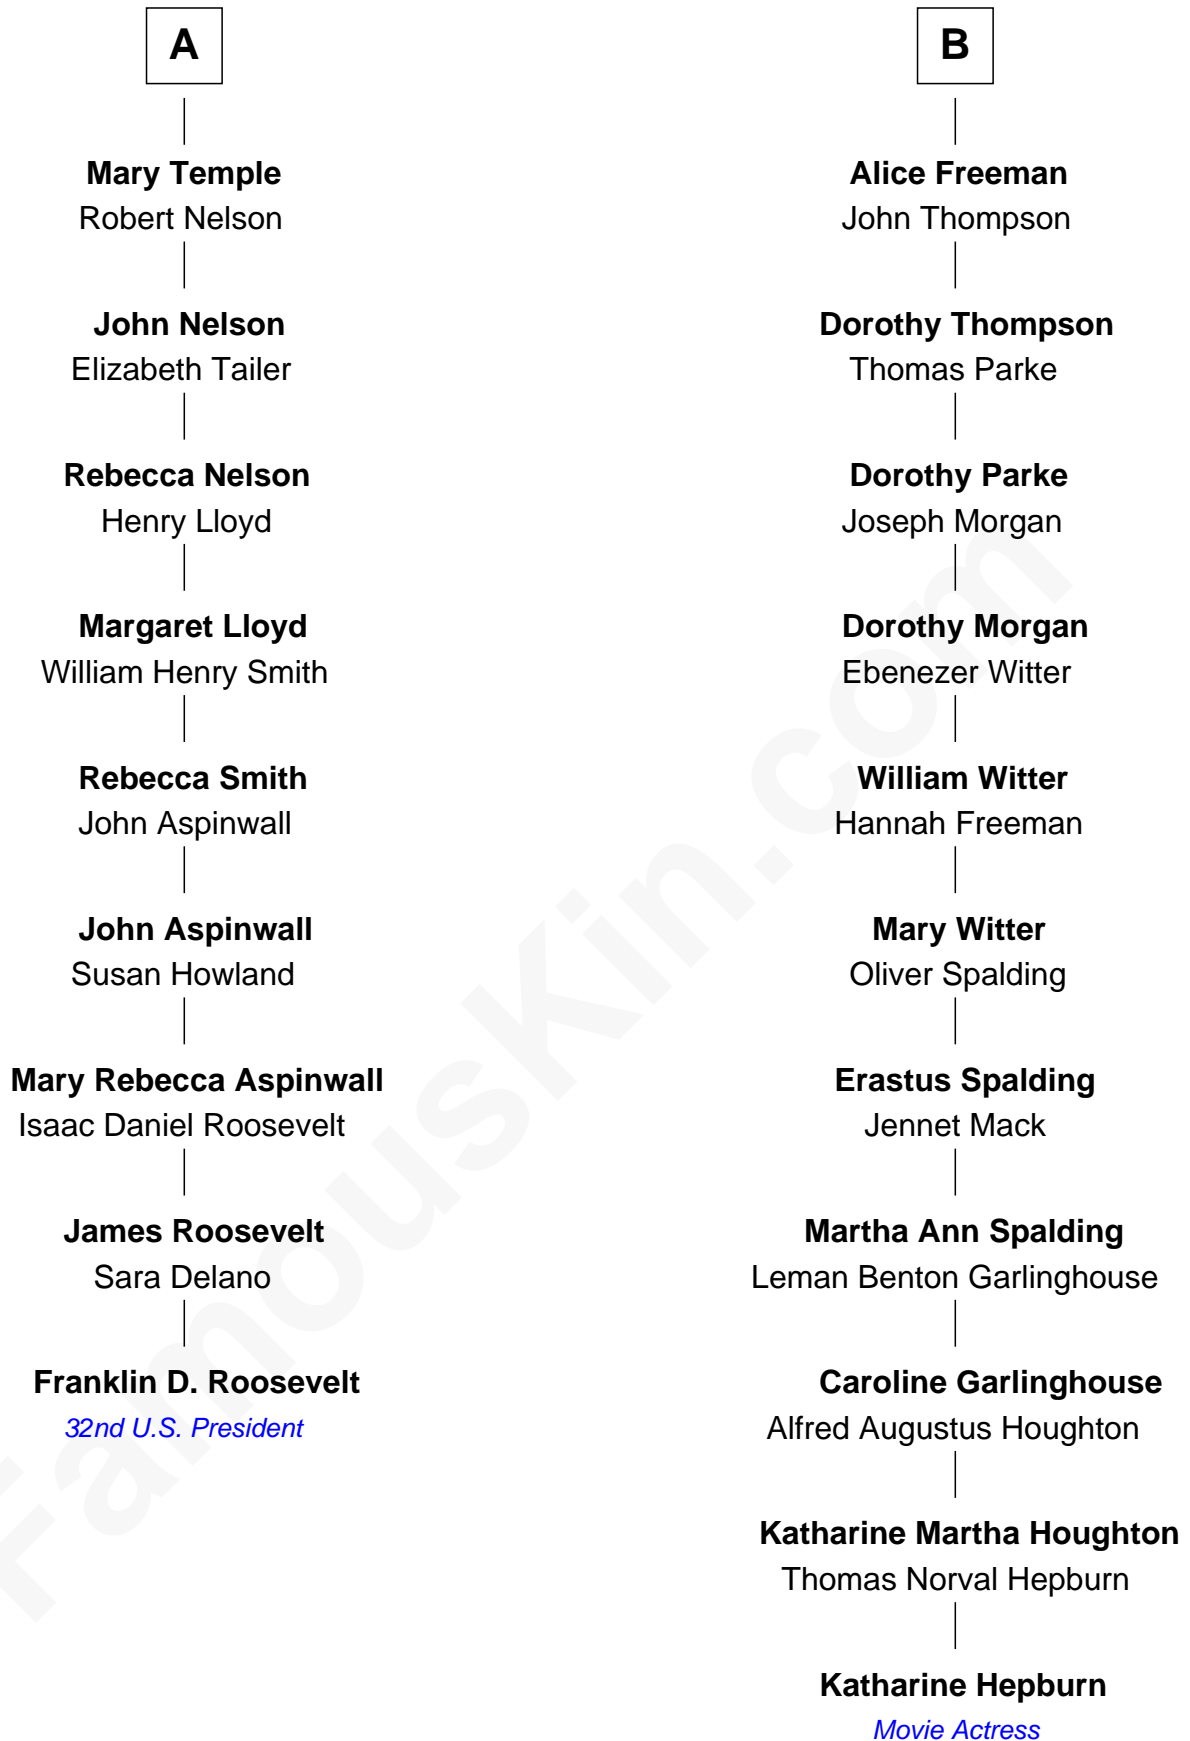 A
Mary Temple
Robert Nelson
John Nelson
Elizabeth Tailer
Rebecca Nelson
Henry Lloyd
Margaret Lloyd
William Henry Smith
Rebecca Smith
John Aspinwall
John Aspinwall
Susan Howland
Mary Rebecca Aspinwall
Isaac Daniel Roosevelt
James Roosevelt
Sara Delano
Franklin D. Roosevelt
32nd U.S. President
B
Alice Freeman
John Thompson
Dorothy Thompson
Thomas Parke
Dorothy Parke
Joseph Morgan
Dorothy Morgan
Ebenezer Witter
William Witter
Hannah Freeman
Mary Witter
Oliver Spalding
Erastus Spalding
Jennet Mack
Martha Ann Spalding
Leman Benton Garlinghouse
Caroline Garlinghouse
Alfred Augustus Houghton
Katharine Martha Houghton
Thomas Norval Hepburn
Katharine Hepburn
Movie Actress
FamousKin.com